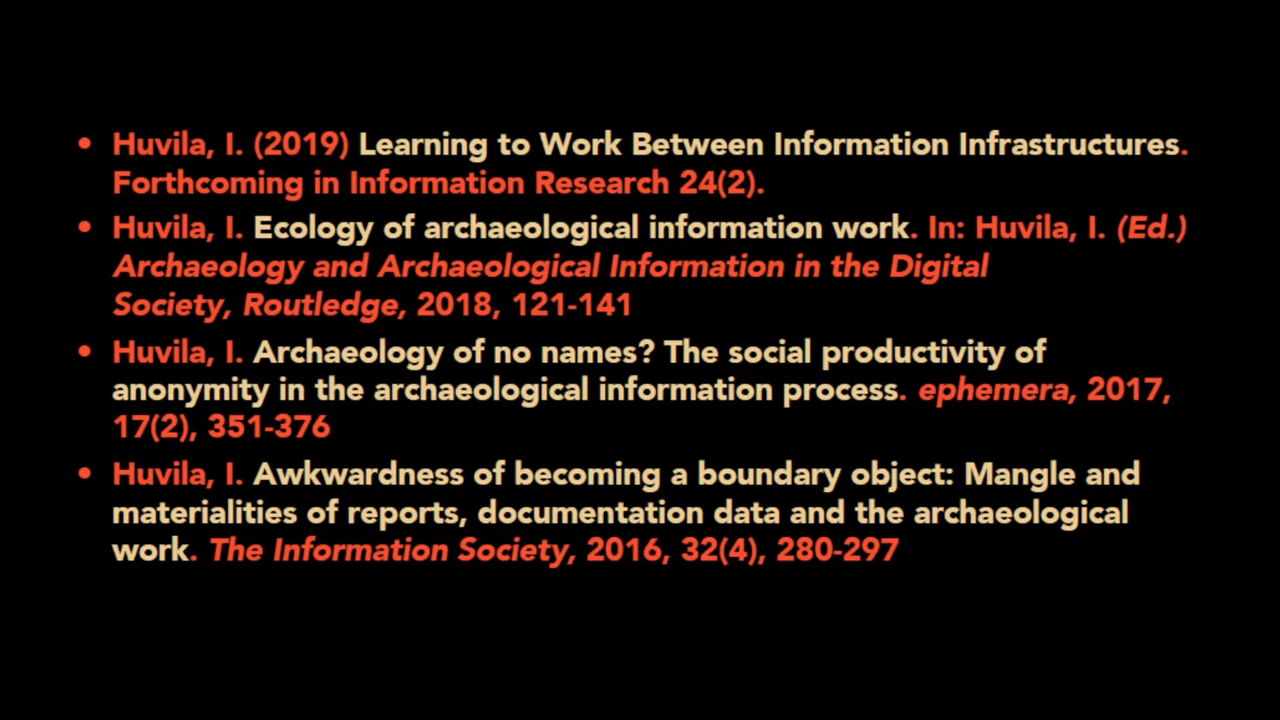 • Huvila, I. (2019) Learning to Work Between Information Infrastructures.
Forthcoming in Information Research 24(2).
• Huvila, I. Ecology of archaeological information work. In: Huvila, I. (Ed.)
Archaeology and Archaeological Information in the Digital
Society, Routledge, 2018, 121-141
• Huvila, I. Archaeology of no names? The social productivity of
anonymity in the archaeological information process. ephemera, 2017,
17(2), 351-376
• Huvila, I. Awkwardness of becoming a boundary object: Mangle and
materialities of reports, documentation data and the archaeological
work. The Information Society, 2016, 32(4), 280-297